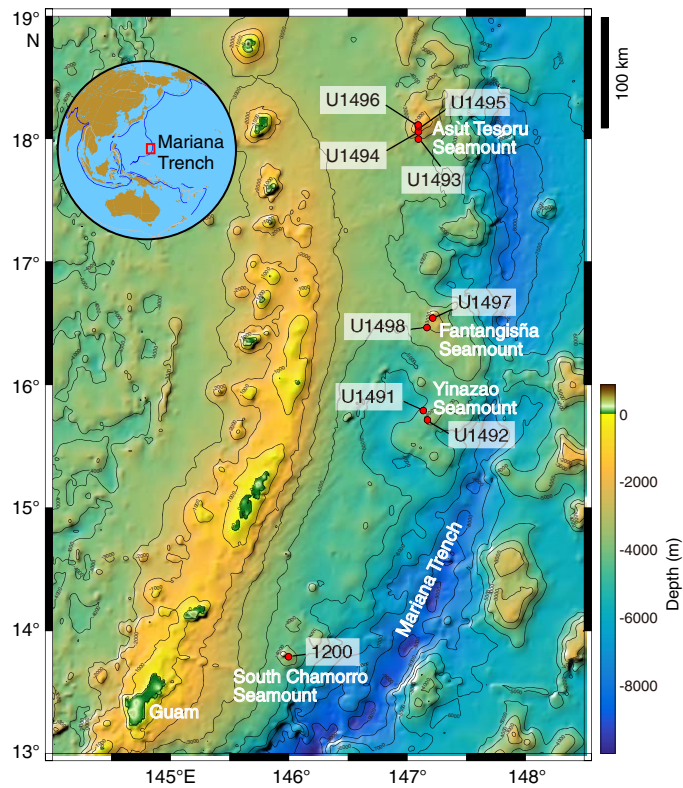 19°
N
18°
17°
16°
15°
14°
13°
145°E
146°
147°
148°
100 km
Mariana
Trench
U1496
U1495
Asùt Tesoru
Seamount
U1494
U1493
U1497
U1498
Fantangisña
Seamount
Yinazao
Seamount
U1491
U1492
Mariana Trench
1200
South Chamorro
Seamount
Guam
0
-2000
-4000
-6000
-8000
Depth (m)